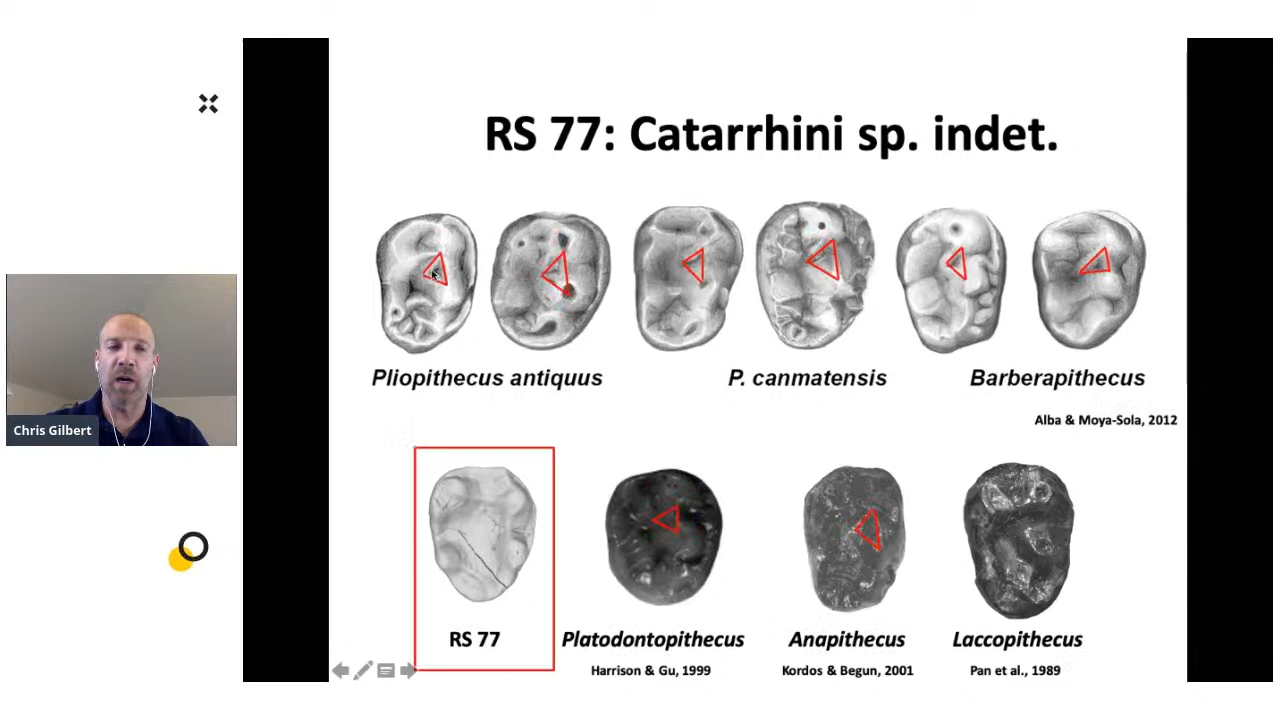 RS 77: Catarrhini sp. indet.
Pliopithecus antiquus
P. canmatensis
Barberapithecus
Alba & Moya-Sola, 2012
Chris Gilbert
RS 77
Platodontopithecus
Anapithecus
Laccopithecus
Harrison & Gu, 1999
Kordos & Begun, 2001
Pan et al., 1989